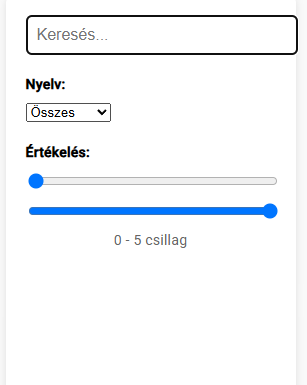 Keresés...
Nyelv:
Összes
Értékelés:
0 - 5 csillag